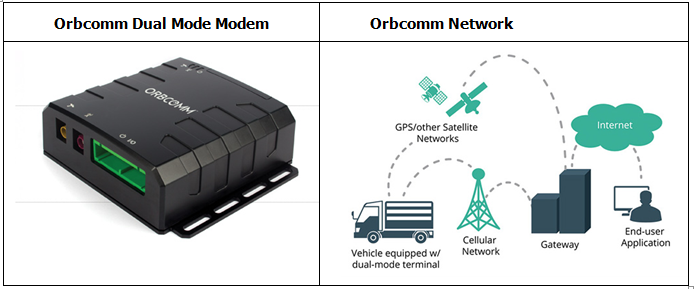 Orbcomm Dual Mode Modem
Orbcomm Network
ORBCOMM
I/O
GPS/other Satellite
Networks
Internet
Vehicle equipped w/
dual-mode terminal
Cellular
Network
Gateway
End-user
Application